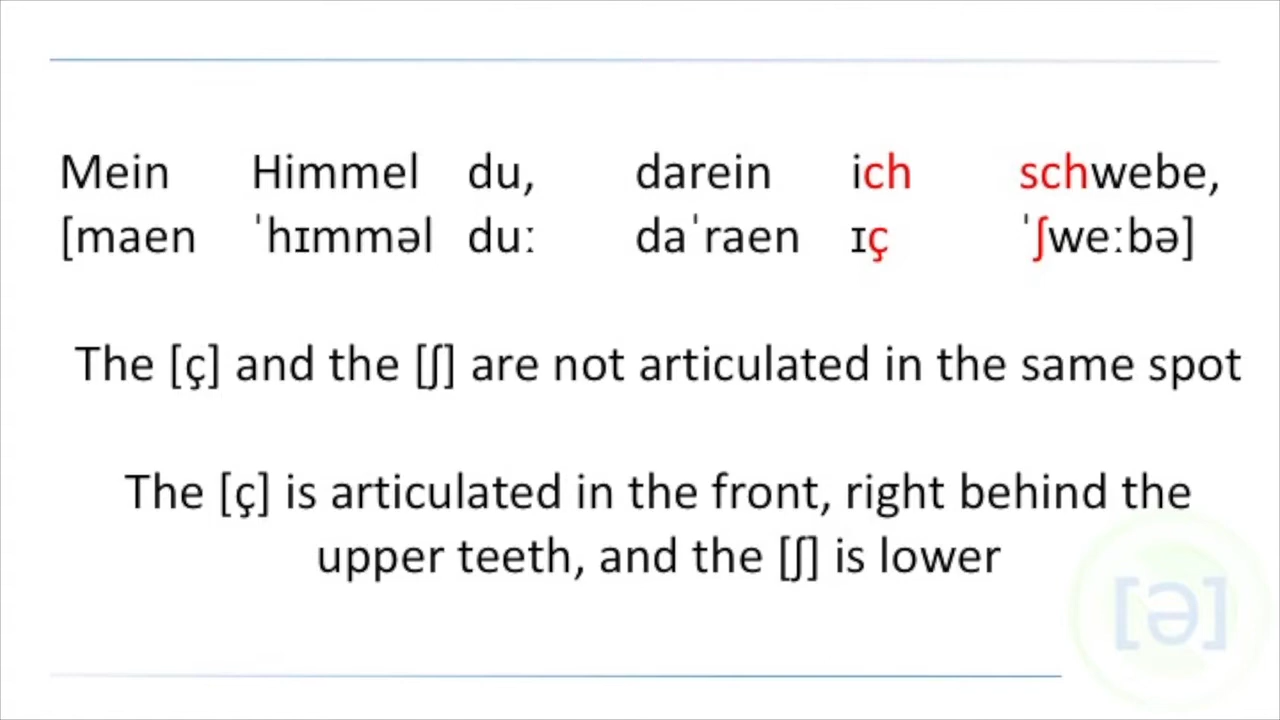 Mein Himmel du, darein ich schwebe,
[maen ˈhɪmməl duː daˈraen ɪç ˈʃweːbə]
The [ç] and the [ʃ] are not articulated in the same spot
The [ç] is articulated in the front, right behind the
upper teeth, and the [ʃ] is lower
[ə]